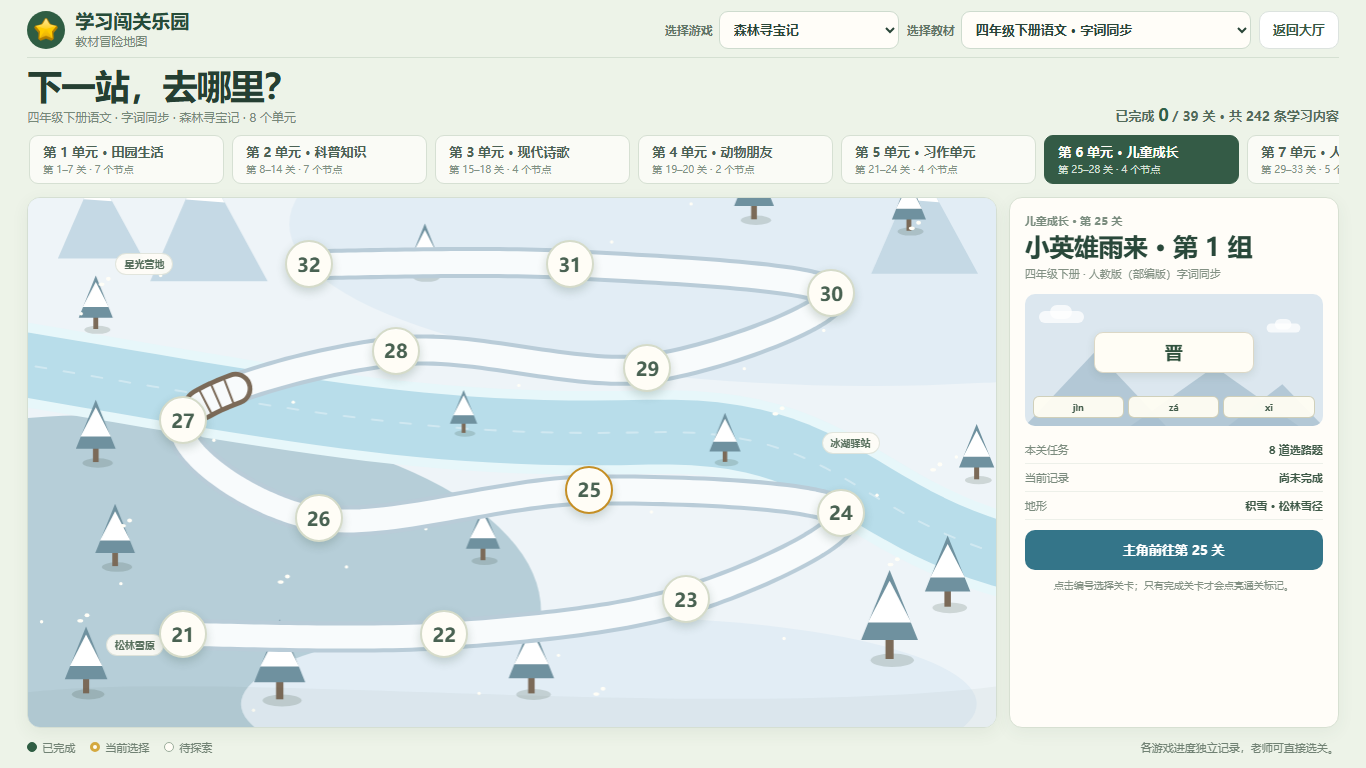 学习闯关乐园
教材冒险地图
选择游戏 森林寻宝记 选择教材 四年级下册语文 • 字词同步 返回大厅
下一站，去哪里？
四年级下册语文 · 字词同步 · 森林寻宝记 · 8 个单元
已完成 0 / 39 关 • 共 242 条学习内容
第 1 单元 • 田园生活
第 1–7 关 · 7 个节点
第 2 单元 • 科普知识
第 8–14 关 · 7 个节点
第 3 单元 • 现代诗歌
第 15–18 关 · 4 个节点
第 4 单元 • 动物朋友
第 19–20 关 · 2 个节点
第 5 单元 • 习作单元
第 21–24 关 · 4 个节点
第 6 单元 • 儿童成长
第 25–28 关 · 4 个节点
第 7 单元 • 人
第 29–33 关 · 5
星光营地
32
31
30
28
29
27
冰湖驿站
25
26
24
23
松林雪原
21
22
儿童成长 • 第 25 关
小英雄雨来 • 第 1 组
四年级下册 · 人教版（部编版）字词同步
晋
jìn zá xī
本关任务 8 道选路题
当前记录 尚未完成
地形 积雪 • 松林雪径
主角前往第 25 关
点击编号选择关卡；只有完成关卡才会点亮通关标记。
已完成 当前选择 待探索
各游戏进度独立记录，老师可直接选关。